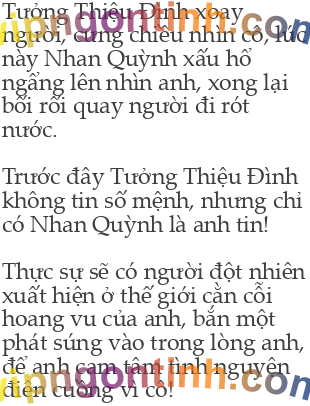 Tưởng Thiệu Đình xoay
người, cũng chiều nhìn cô, lúc
này Nhan Quỳnh xấu hổ
ngẩng lên nhìn anh, xong lại
bối rối quay người đi rót
nước.
Trước đây Tưởng Thiệu Đình
không tin số mệnh, nhưng chỉ
có Nhan Quỳnh là anh tin!
Thực sự sẽ có người đột nhiên
xuất hiện ở thế giới cằn cỗi
hoang vu của anh, bắn một
phát súng vào trong lòng anh,
để anh cam tâm tình nguyện
điên cuồng vì cô!